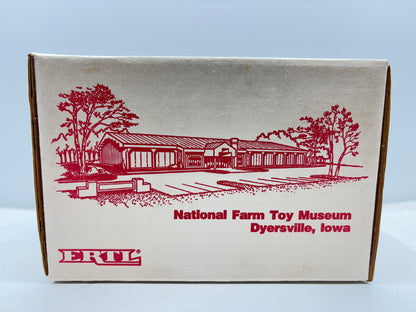 National Farm Toy Museum
Dyersville, Iowa
ERTL®